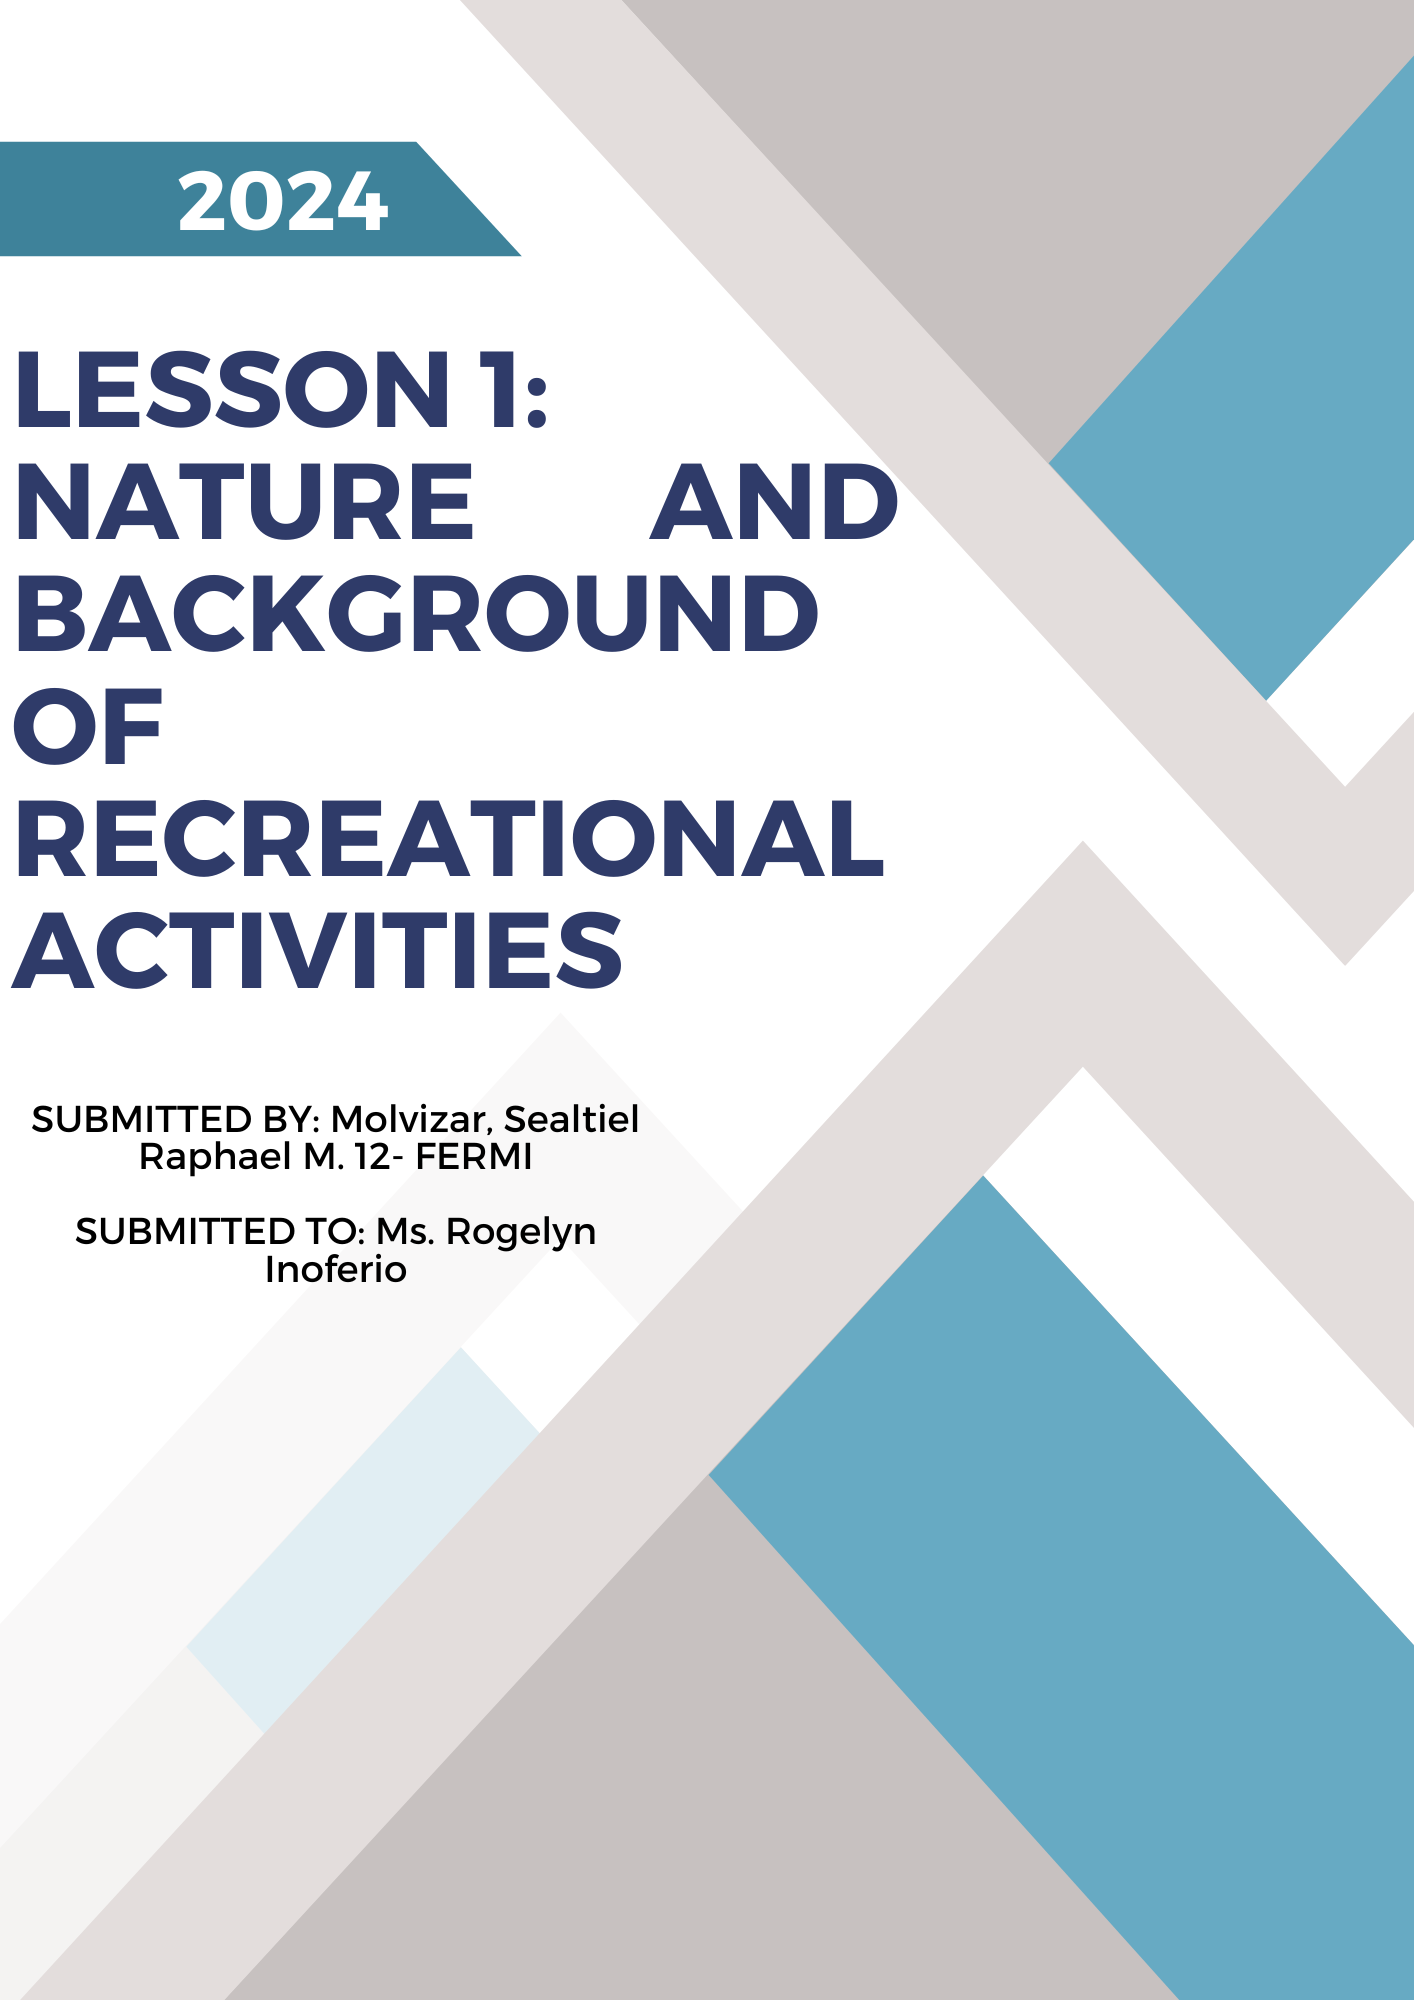 2024
LESSON 1:
NATURE AND
BACKGROUND
OF
RECREATIONAL
ACTIVITIES
SUBMITTED BY: Molvizar, Sealtiel
Raphael M. 12- FERMI
SUBMITTED TO: Ms. Rogelyn
Inoferio